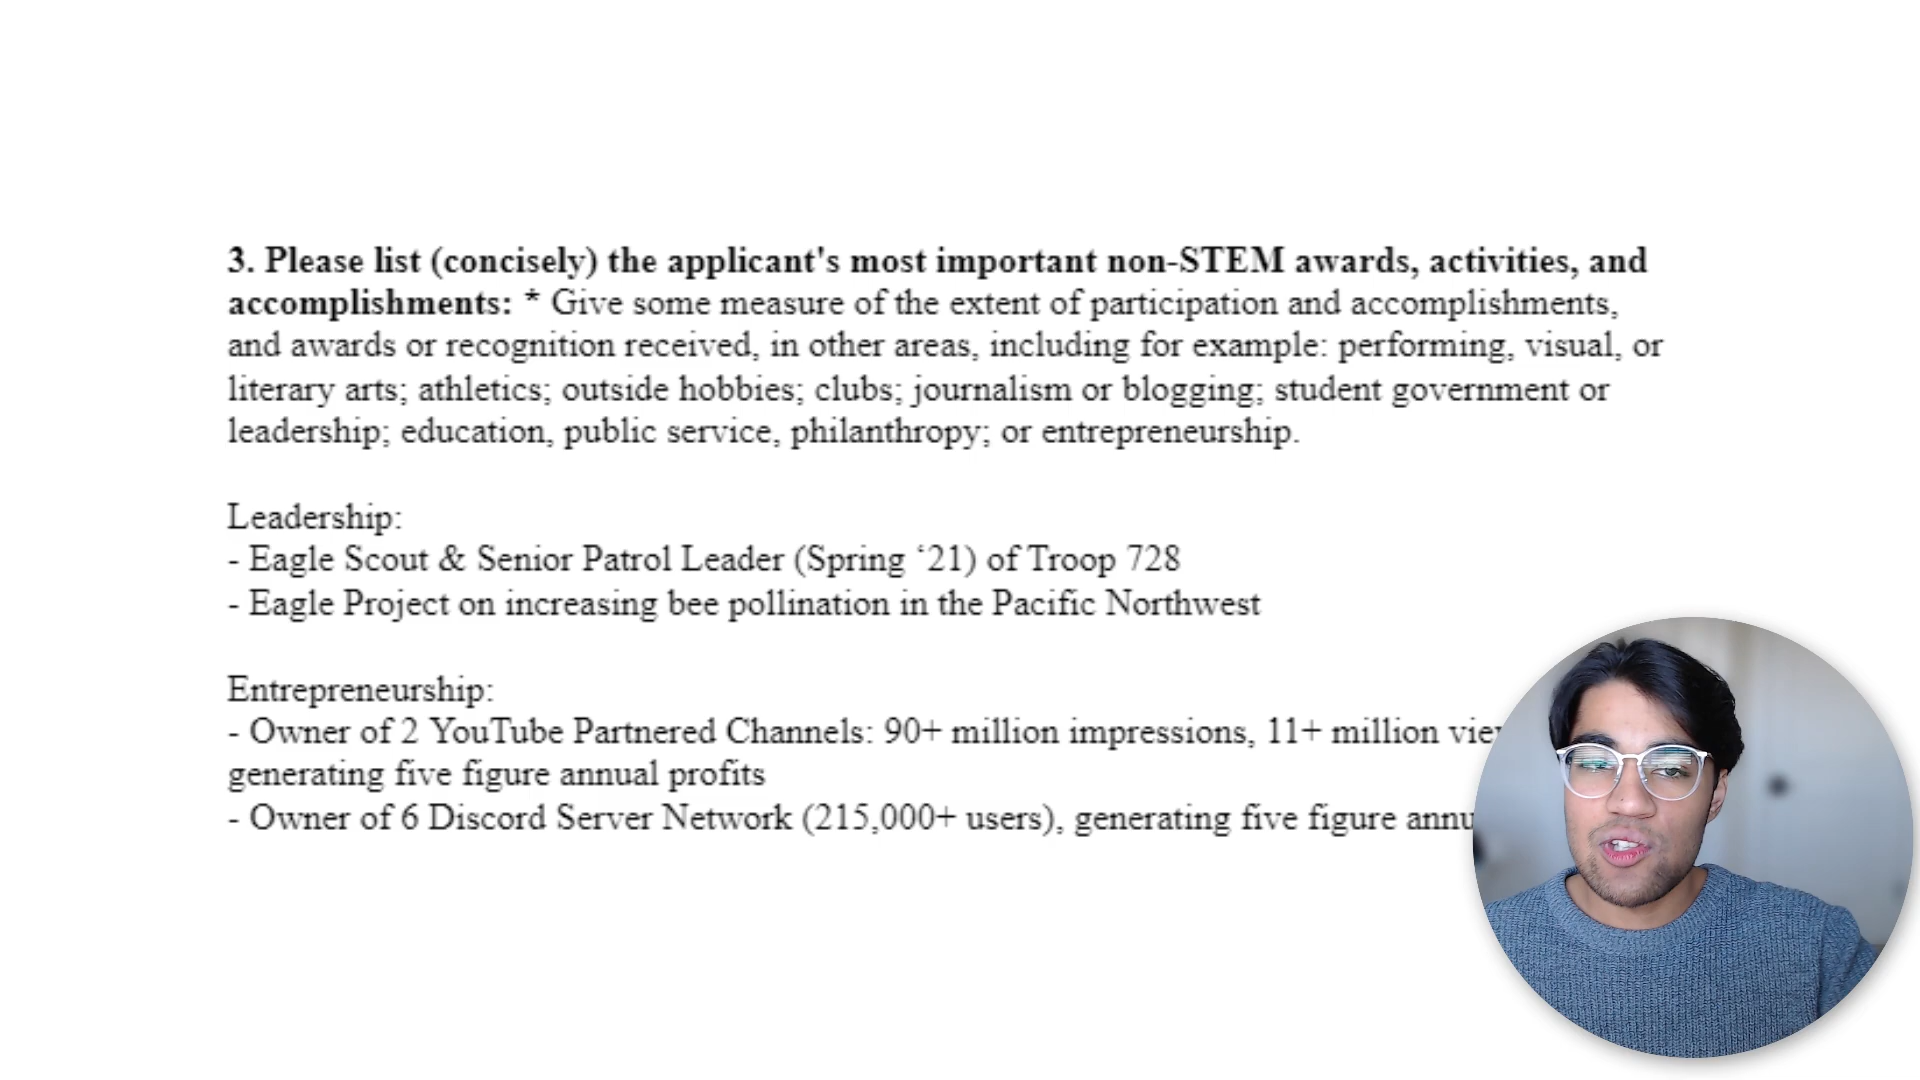 3. Please list (concisely) the applicant's most important non-STEM awards, activities, and
accomplishments: * Give some measure of the extent of participation and accomplishments,
and awards or recognition received, in other areas, including for example: performing, visual, or
literary arts; athletics; outside hobbies; clubs; journalism or blogging; student government or
leadership; education, public service, philanthropy; or entrepreneurship.
Leadership:
- Eagle Scout & Senior Patrol Leader (Spring ‘21) of Troop 728
- Eagle Project on increasing bee pollination in the Pacific Northwest
Entrepreneurship:
- Owner of 2 YouTube Partnered Channels: 90+ million impressions, 11+ million
generating five figure annual profits
- Owner of 6 Discord Server Network (215,000+ users), generating five figure